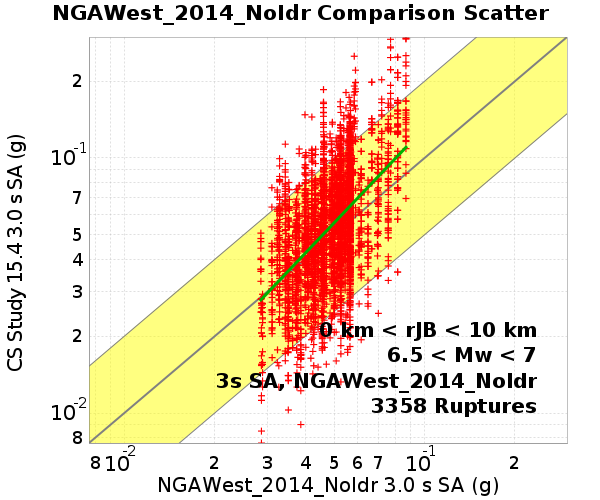 NGAWest_2014_NoIdr Comparison Scatter
CS Study 15.4 3.0 s SA (g)
2
10-1
7
5
4
3
2
10-2
8
0 km < rJB < 10 km
6.5 < Mw < 7
3s SA, NGAWest_2014_NoIdr
3358 Ruptures
8 10-2 2 3 4 5 6 7 10-1 2
NGAWest_2014_NoIdr 3.0 s SA (g)